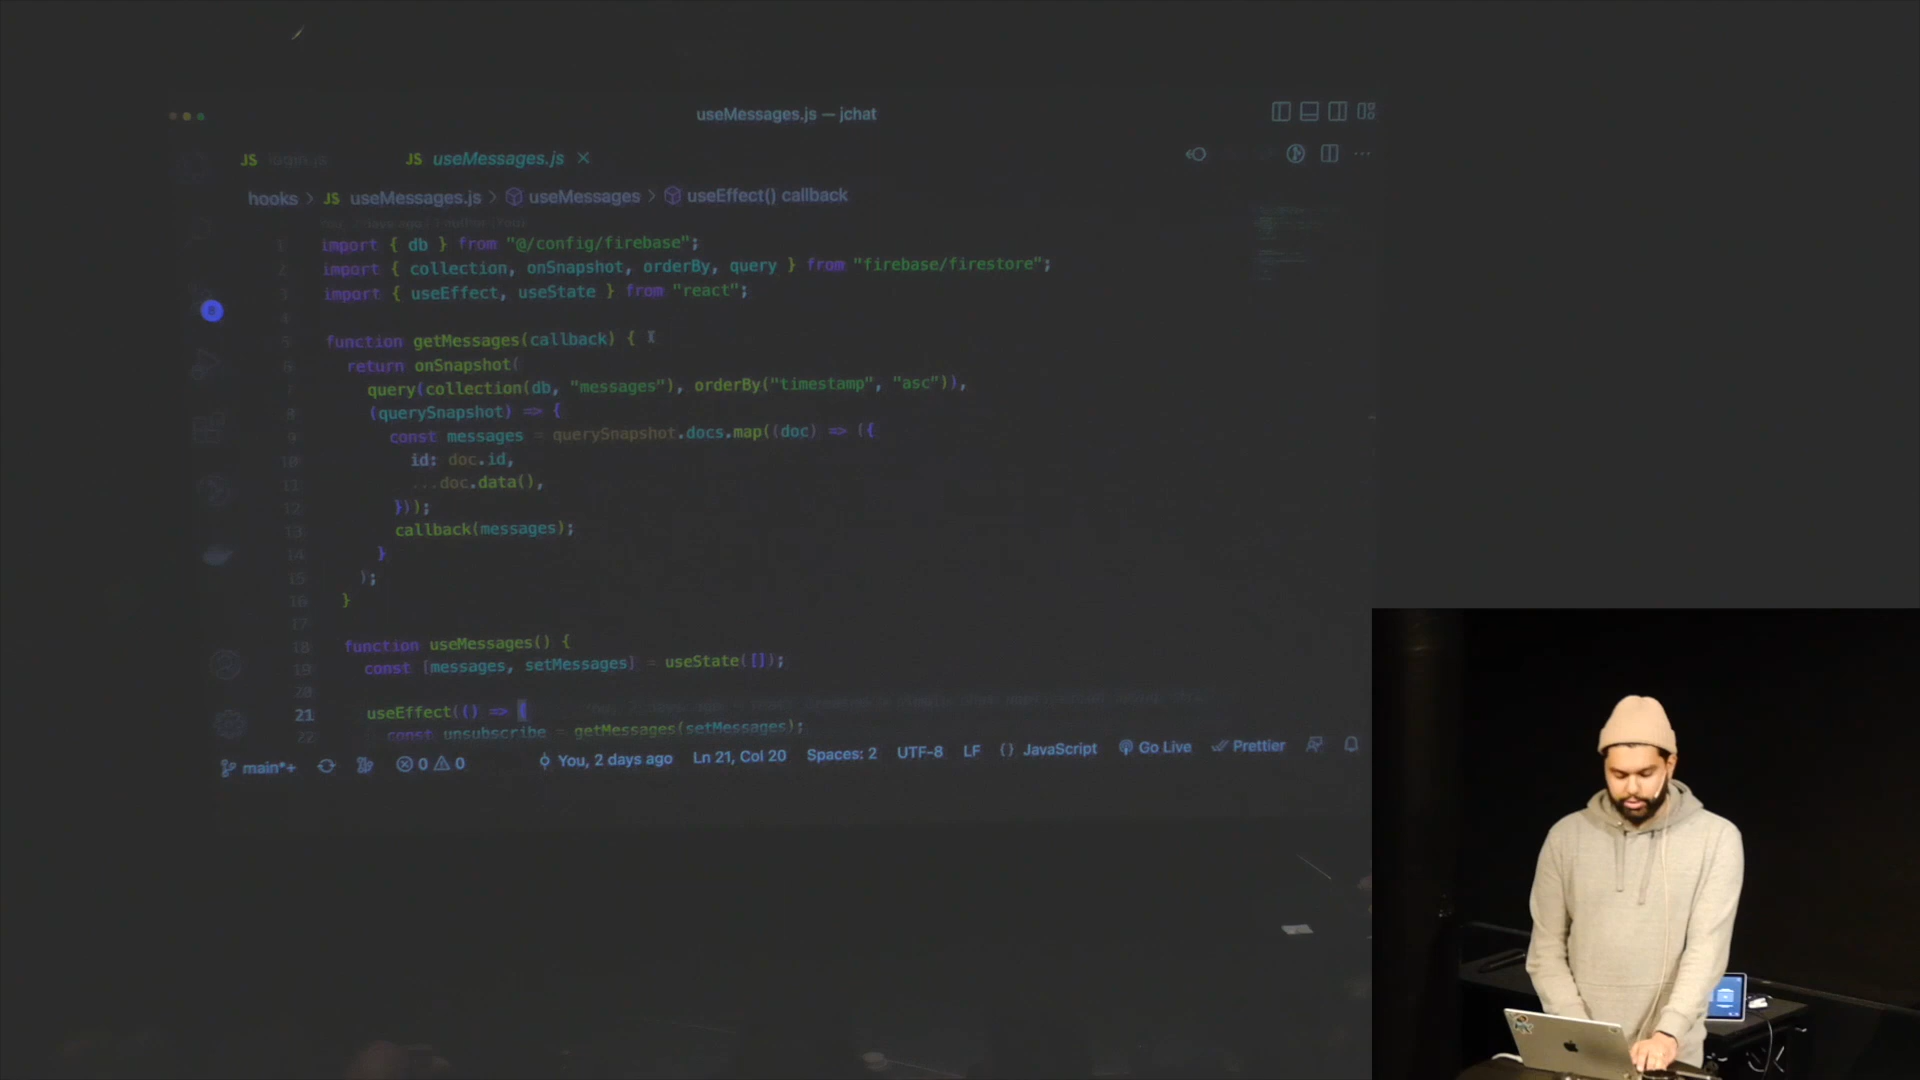 useMessages.js — jchat
JS login.js JS useMessages.js ×
hooks > JS useMessages.js > useMessages > useEffect() callback
1 import { db } from "@/config/firebase";
2 import { collection, onSnapshot, orderBy, query } from "firebase/firestore";
3 import { useEffect, useState } from "react";
4
5 function getMessages(callback) {
6 return onSnapshot(
7 query(collection(db, "messages"), orderBy("timestamp", "asc")),
8 (querySnapshot) => {
9 const messages = querySnapshot.docs.map((doc) => ({
10 id: doc.id,
11 ...doc.data(),
12 }));
13 callback(messages);
14 }
15 );
16 }
17
18 function useMessages() {
19 const [messages, setMessages] = useState([]);
20
21 useEffect(() => {
22 const unsubscribe = getMessages(setMessages);
main*+ 0 0 You, 2 days ago Ln 21, Col 20 Spaces: 2 UTF-8 LF {} JavaScript Go Live Prettier